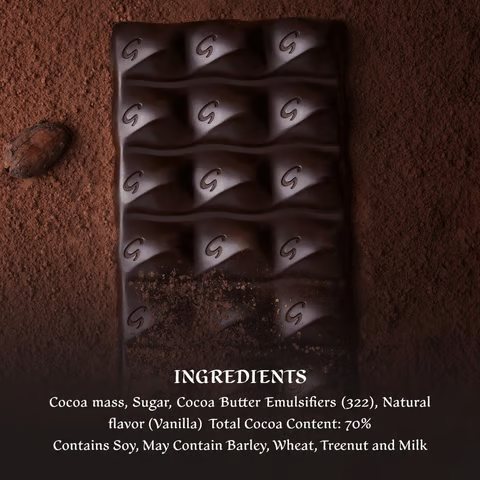 G G G
G G G
G G G
G G G
G G
INGREDIENTS
Cocoa mass, Sugar, Cocoa Butter Emulsifiers (322), Natural
flavor (Vanilla) Total Cocoa Content: 70%
Contains Soy, May Contain Barley, Wheat, Treenut and Milk